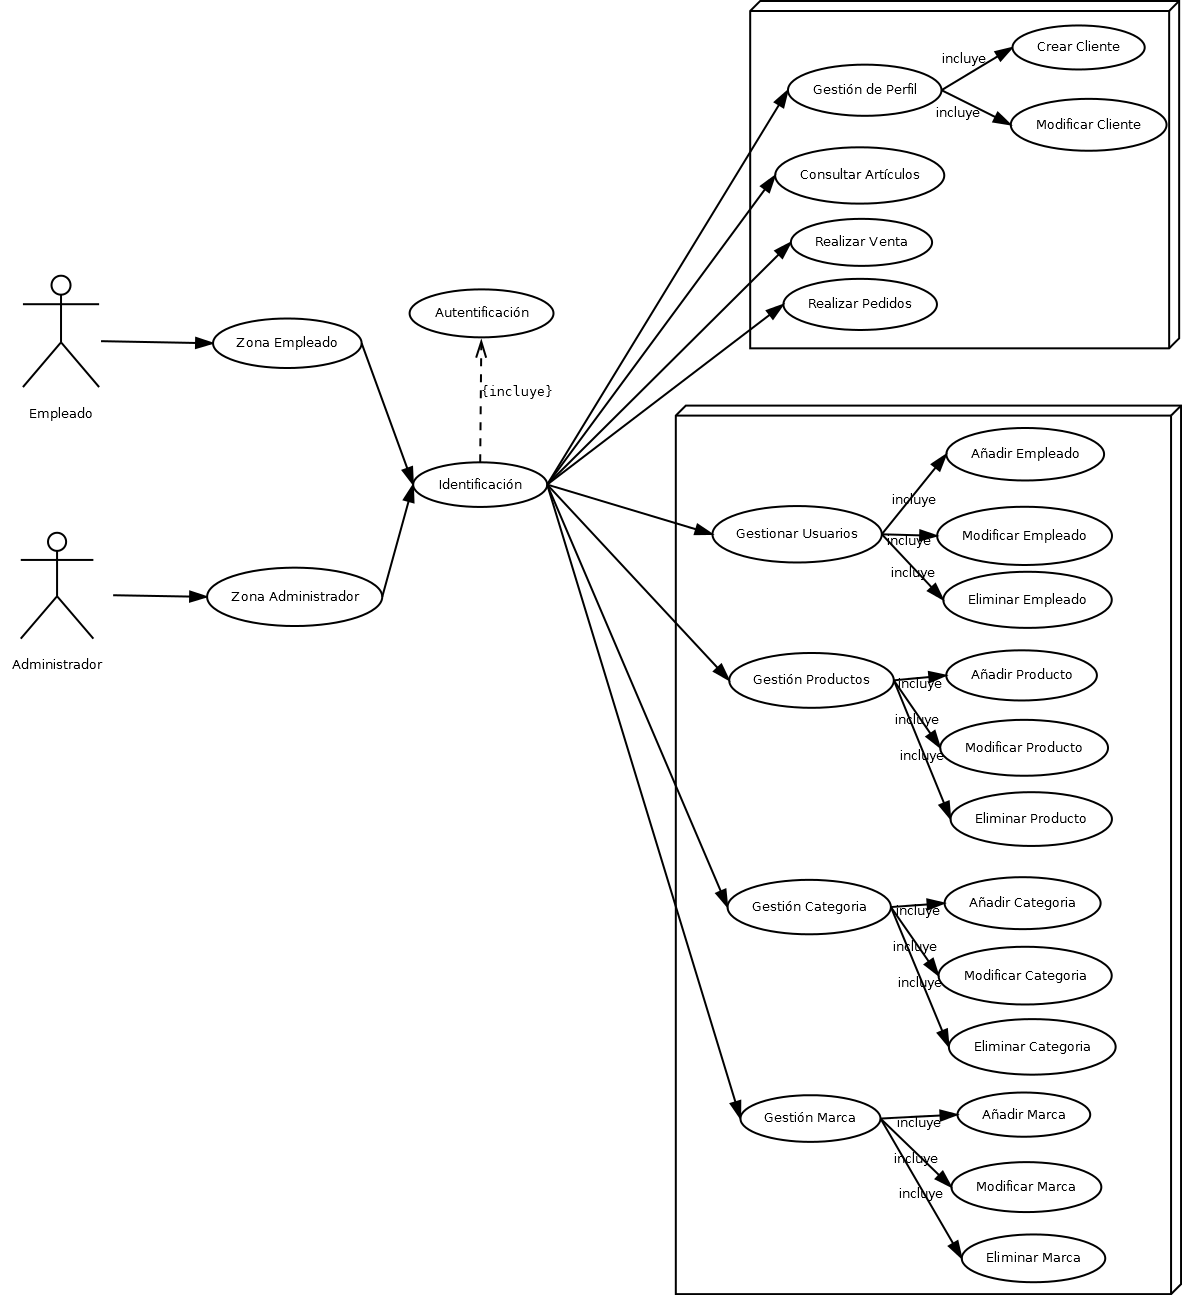 Crear Cliente
incluye
Gestión de Perfil
incluye
Modificar Cliente
Consultar Artículos
Realizar Venta
Realizar Pedidos
Autentificación
Zona Empleado
{incluye}
Empleado
Identificación
Zona Administrador
Administrador
Añadir Empleado
incluye
Gestionar Usuarios
incluye
Modificar Empleado
incluye
Eliminar Empleado
Gestión Productos
incluye
Añadir Producto
incluye
Modificar Producto
incluye
Eliminar Producto
Gestión Categoria
incluye
Añadir Categoria
incluye
Modificar Categoria
incluye
Eliminar Categoria
Gestión Marca
incluye
Añadir Marca
incluye
Modificar Marca
incluye
Eliminar Marca